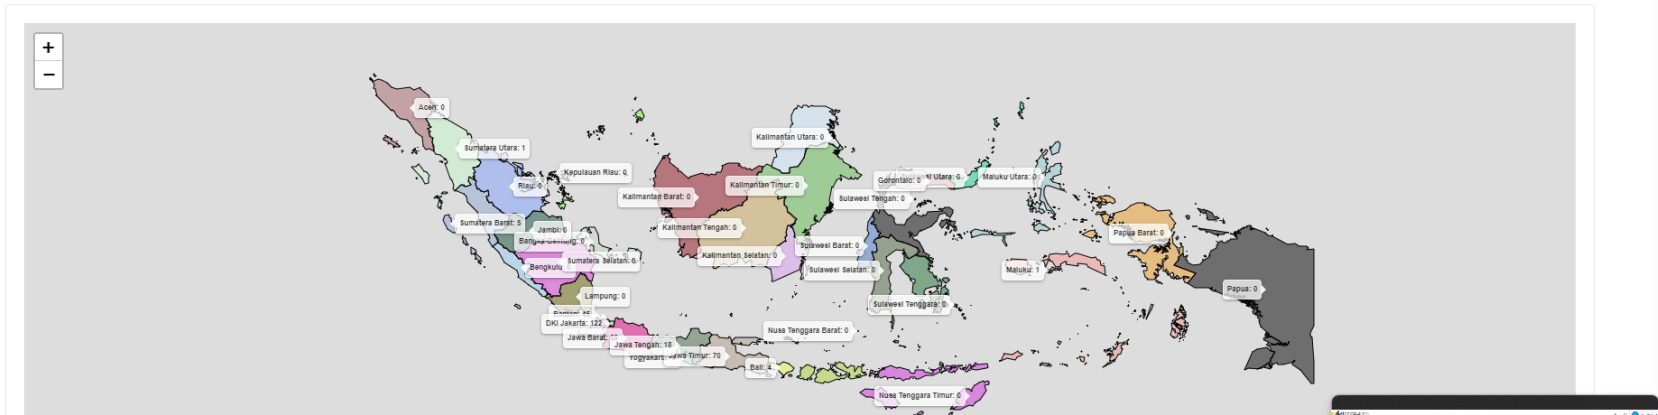 +
−
Aceh: 0
Sumatera Utara: 1
Kepulauan Riau: 0
Riau: 0
Sumatera Barat: 5
Jambi: 0
Bengkulu
Sumatera Selatan: 0
Lampung: 0
DKI Jakarta: 122
Jawa Barat:
Jawa Tengah: 18
Jawa Timur: 70
Bali: 4
Kalimantan Utara: 0
Kalimantan Timur: 0
Kalimantan Barat: 0
Kalimantan Tengah: 0
Kalimantan Selatan: 0
Gorontalo: 0
Utara: 0
Maluku Utara: 0
Sulawesi Tengah: 0
Sulawesi Barat: 0
Sulawesi Selatan: 0
Sulawesi Tenggara: 0
Nusa Tenggara Barat: 0
Nusa Tenggara Timur: 0
Maluku: 1
Papua Barat: 0
Papua: 0